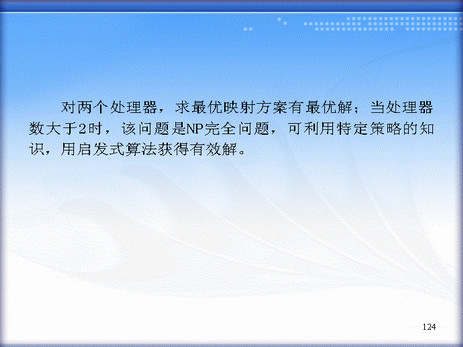 对两个处理器，求最优映射方案有最优解；当处理器
数大于2时，该问题是NP完全问题，可利用特定策略的知
识，用启发式算法获得有效解。
124